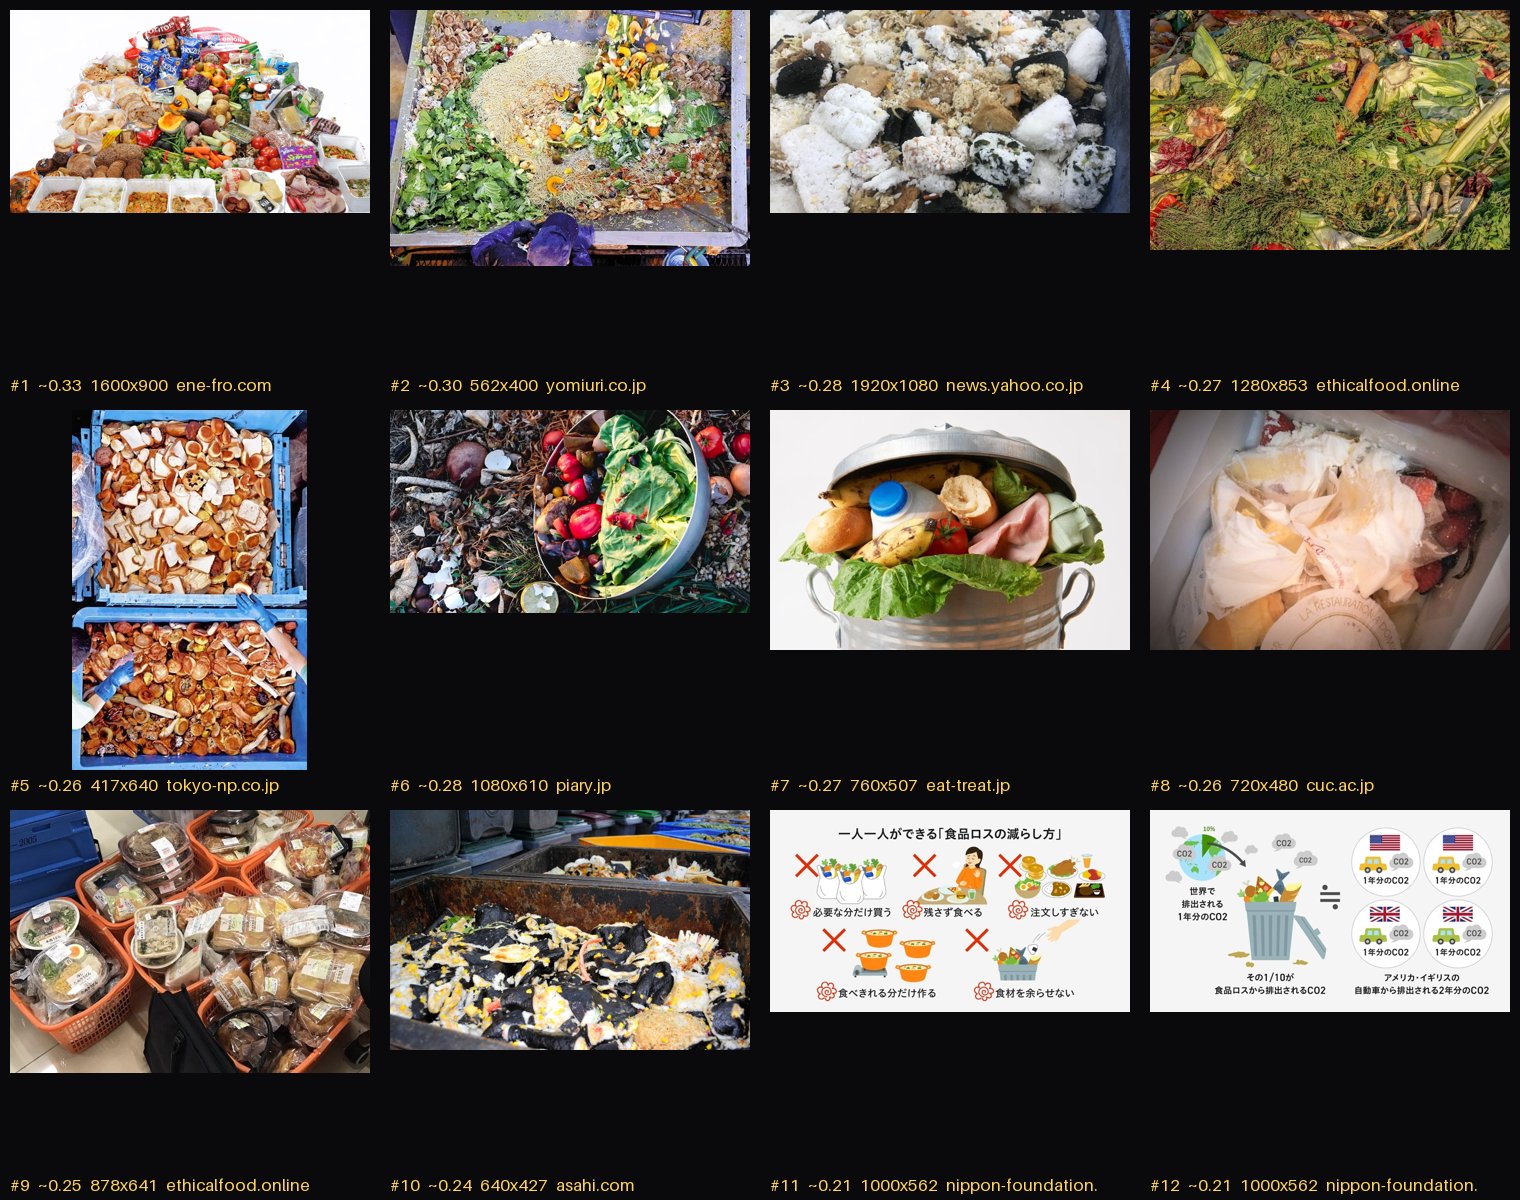 #1 ~0.33 1600x900 ene-fro.com
#2 ~0.30 562x400 yomiuri.co.jp
#3 ~0.28 1920x1080 news.yahoo.co.jp
#4 ~0.27 1280x853 ethicalfood.online
#5 ~0.26 417x640 tokyo-np.co.jp
#6 ~0.28 1080x610 piary.jp
#7 ~0.27 760x507 eat-treat.jp
LA RESTAURATION
#8 ~0.26 720x480 cuc.ac.jp
2005
#9 ~0.25 878x641 ethicalfood.online
#10 ~0.24 640x427 asahi.com
一人一人ができる「食品ロスの減らし方」
必要な分だけ買う
残さず食べる
注文しすぎない
食べきれる分だけ作る
食材を余らせない
#11 ~0.21 1000x562 nippon-foundation.
10%
CO2
CO2
CO2
CO2
世界で
排出される
1年分のCO2
その1/10が
食品ロスから排出されるCO2
≒
CO2
1年分のCO2
CO2
1年分のCO2
CO2
1年分のCO2
CO2
1年分のCO2
アメリカ・イギリスの
自動車から排出される2年分のCO2
#12 ~0.21 1000x562 nippon-foundation.